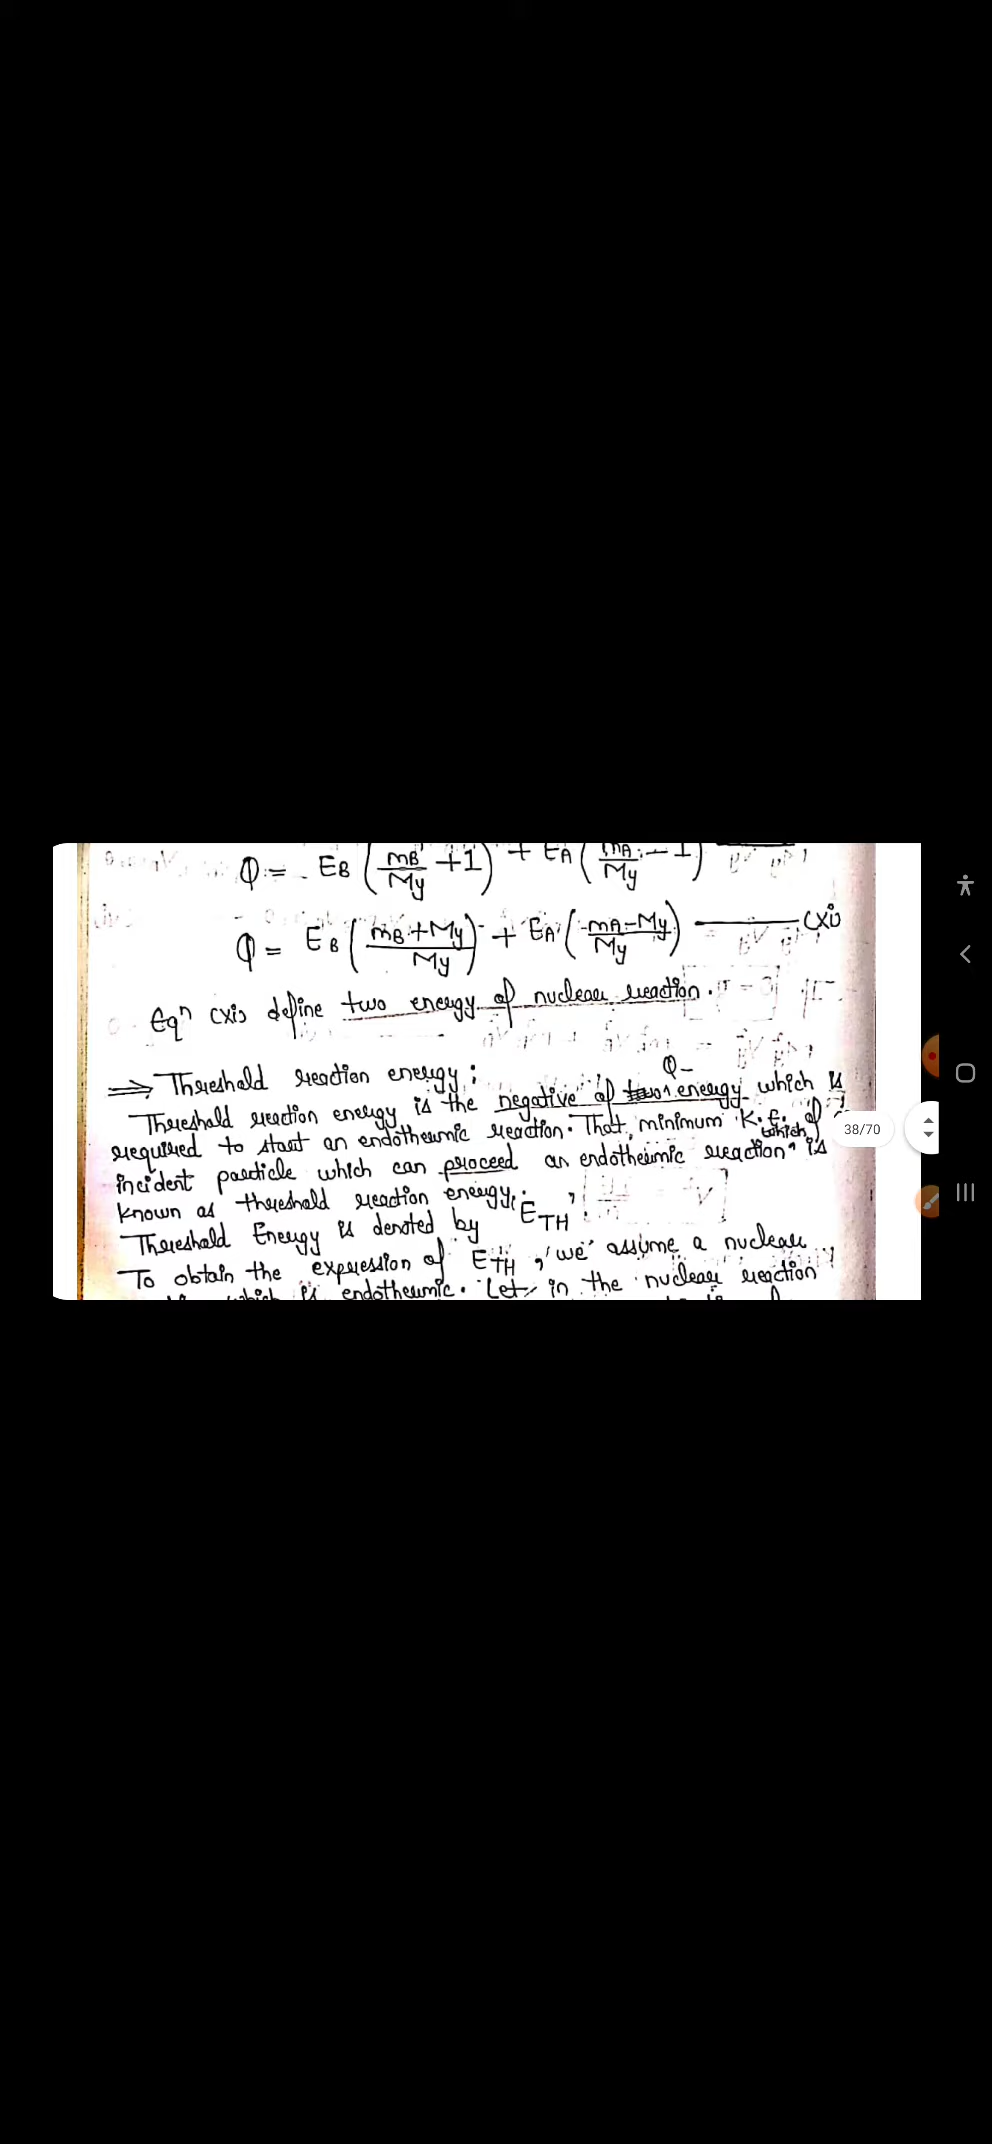 Q = EB (mB/My +1) + EA (mA/My - 1)
Q = EB (mB+My/My) + EA (mA-My/My) (xi)
Eqn (xi) define two energy of nuclear reaction.
⇒ Threshold reaction energy:
Q-
Threshold reaction energy is the negative of energy which is
required to start an endothermic reaction. That minimum K.E. of
which
incident particle which can proceed an endothermic reaction is
known as threshold reaction energy.
Threshold Energy is denoted by ETH,
To obtain the expression of ETH, we assume a nuclear
which is endothermic. Let in the nuclear reaction
38/70